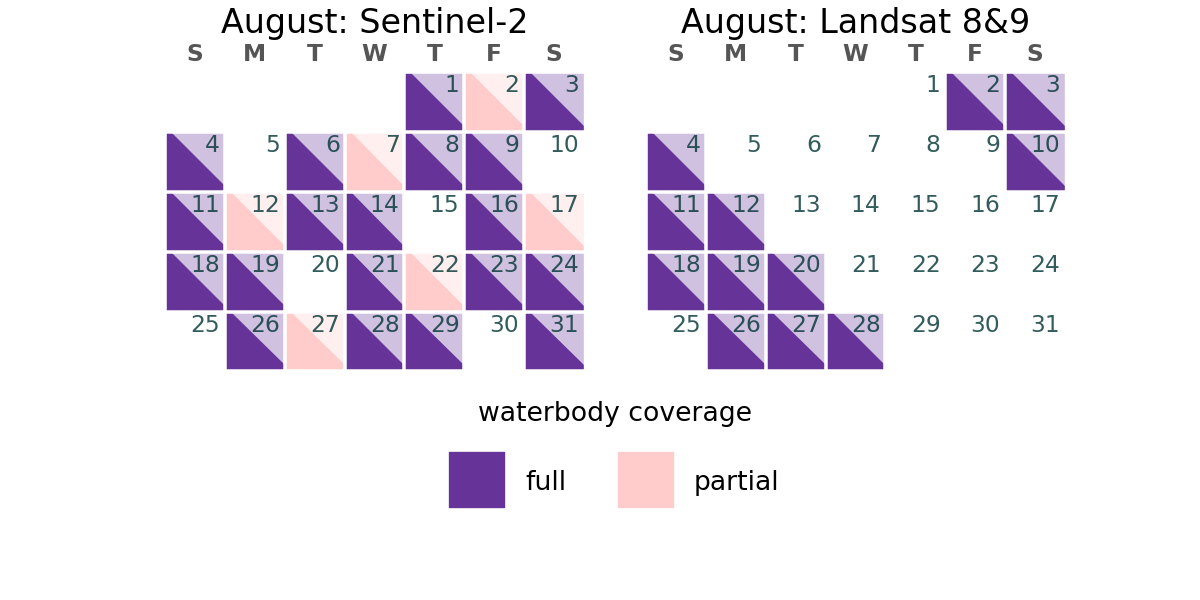 August: Sentinel-2
S M T W T F S
1 2 3
4 5 6 7 8 9 10
11 12 13 14 15 16 17
18 19 20 21 22 23 24
25 26 27 28 29 30 31
August: Landsat 8&9
S M T W T F S
1 2 3
4 5 6 7 8 9 10
11 12 13 14 15 16 17
18 19 20 21 22 23 24
25 26 27 28 29 30 31
waterbody coverage
full partial